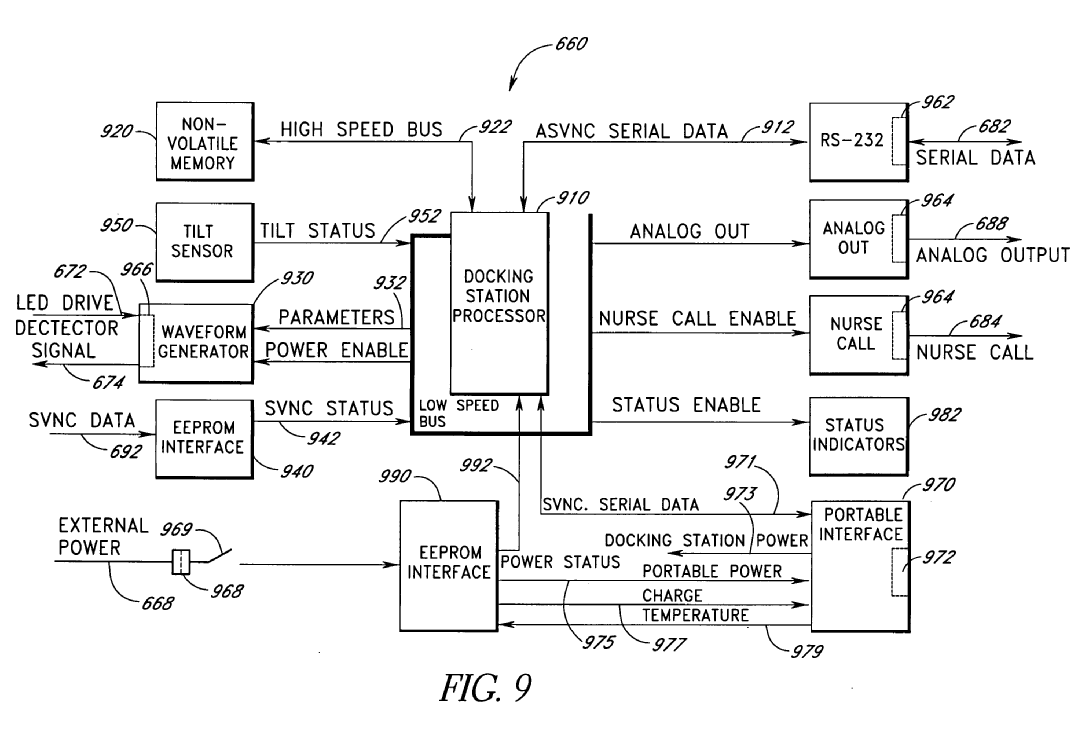 660
NON-
VOLATILE
MEMORY
920
HIGH SPEED BUS
922
ASVNC SERIAL DATA
912
RS-232
962
682
SERIAL DATA
950
TILT
SENSOR
TILT STATUS
952
910
DOCKING
STATION
PROCESSOR
ANALOG OUT
ANALOG
OUT
964
688
ANALOG OUTPUT
672
966
930
LED DRIVE
DECTECTOR
SIGNAL
674
WAVEFORM
GENERATOR
932
PARAMETERS
POWER ENABLE
NURSE CALL ENABLE
NURSE
CALL
964
684
NURSE CALL
SVNC DATA
692
EEPROM
INTERFACE
940
SVNC STATUS
942
LOW SPEED
BUS
STATUS ENABLE
STATUS
INDICATORS
982
990
992
971
973
970
SVNC. SERIAL DATA
PORTABLE
INTERFACE
972
EXTERNAL
POWER
969
668
968
EEPROM
INTERFACE
DOCKING STATION POWER
POWER STATUS
PORTABLE POWER
CHARGE
TEMPERATURE
975
977
979
FIG. 9